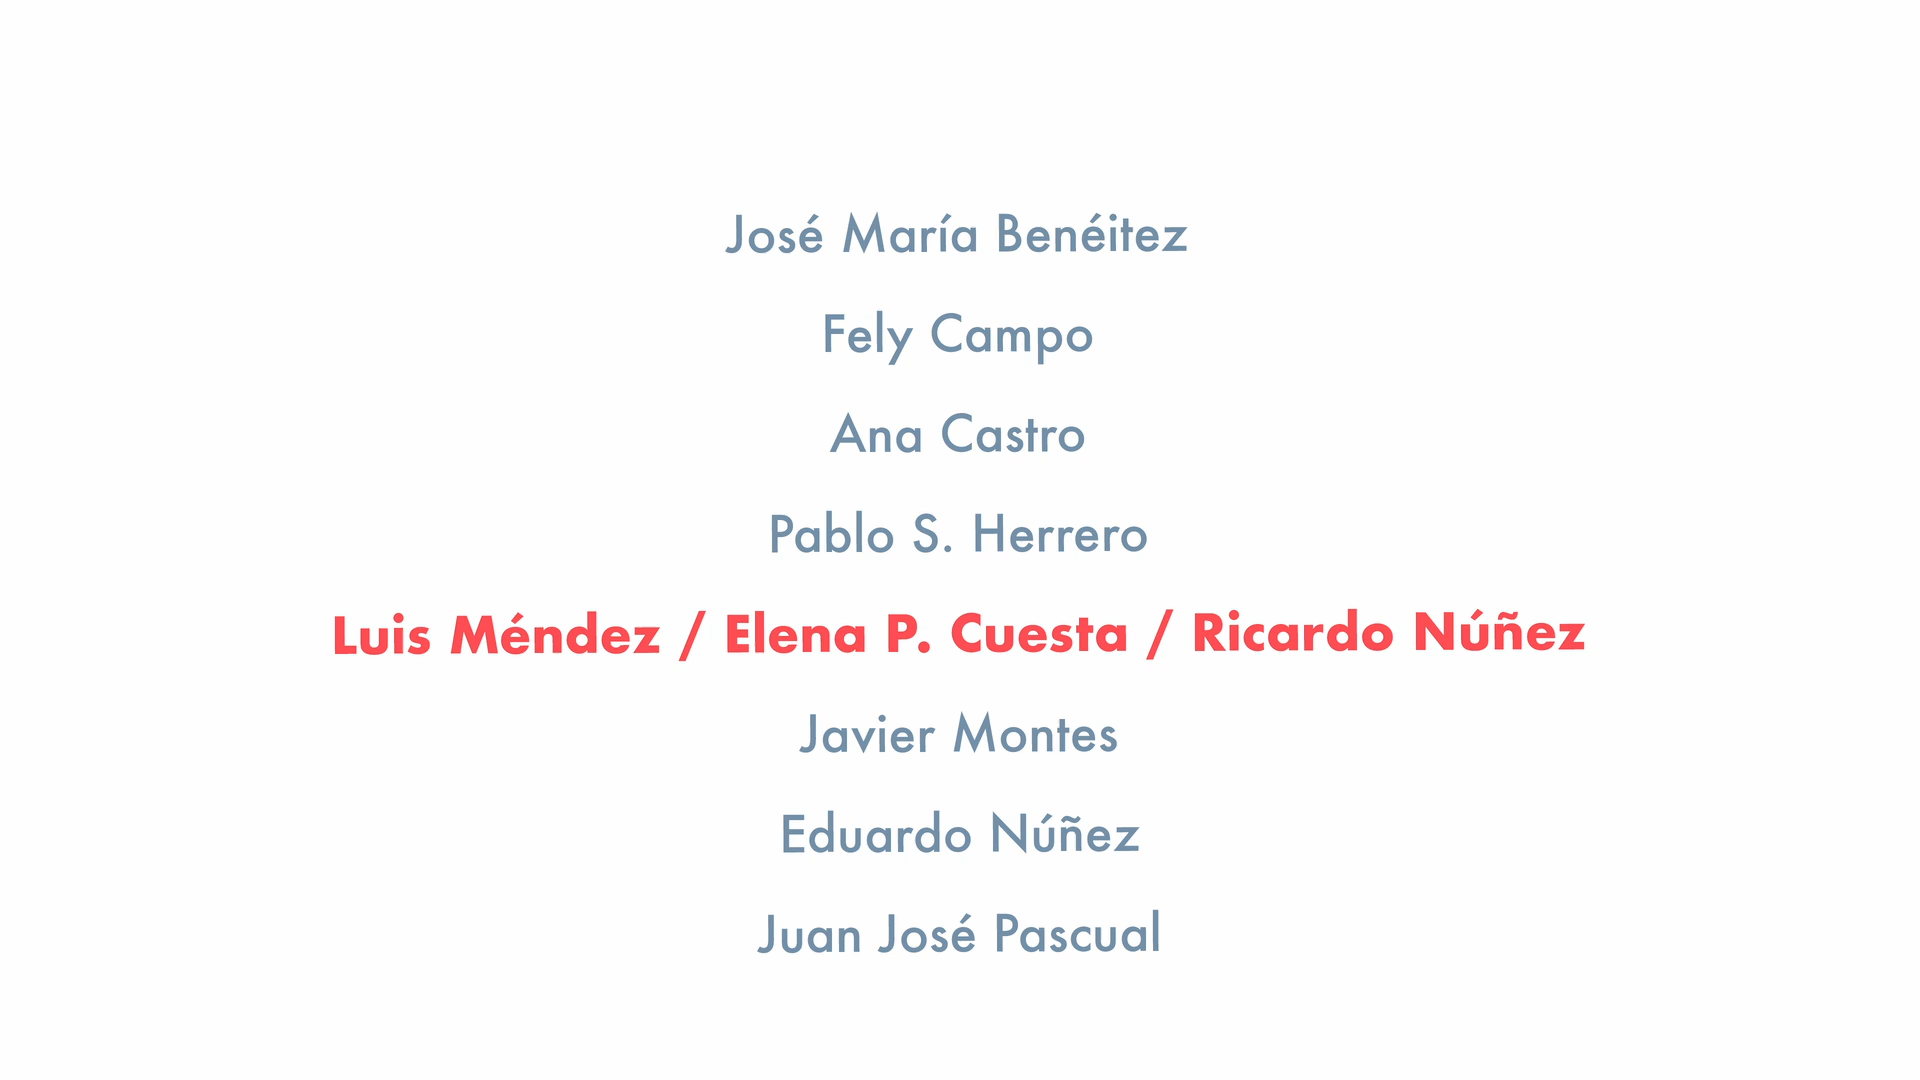 José María Benéitez
Fely Campo
Ana Castro
Pablo S. Herrero
Luis Méndez / Elena P. Cuesta / Ricardo Núñez
Javier Montes
Eduardo Núñez
Juan José Pascual